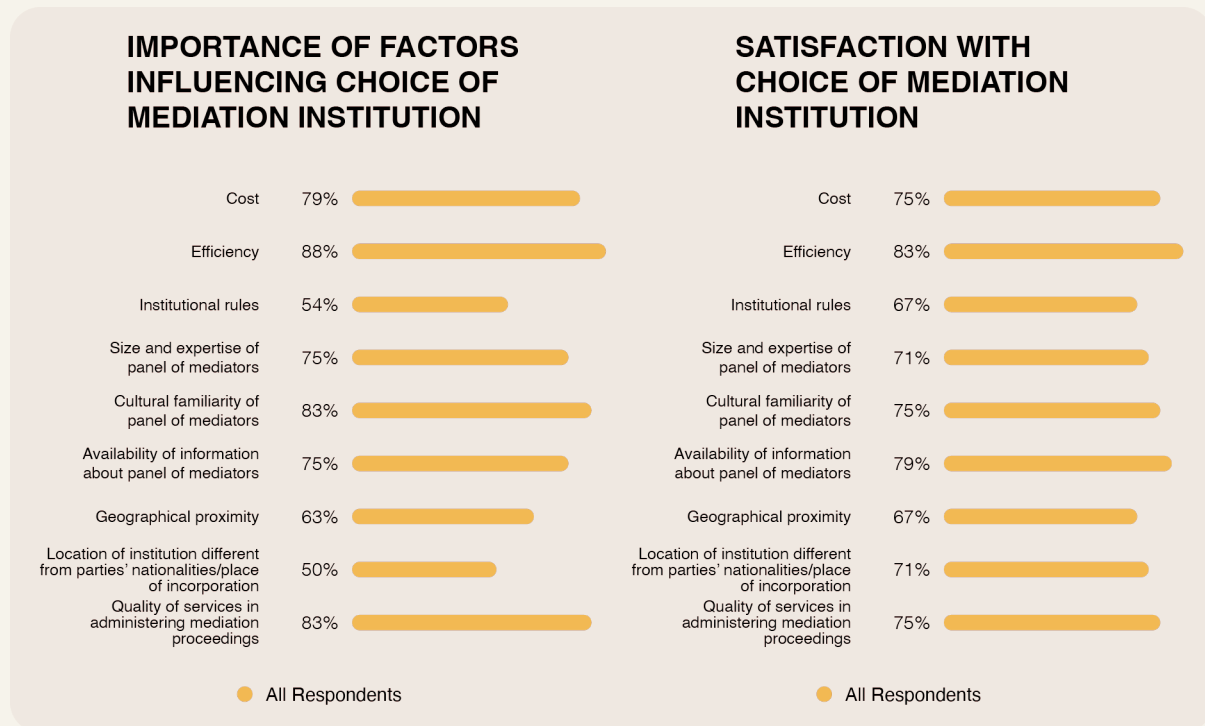 IMPORTANCE OF FACTORS
INFLUENCING CHOICE OF
MEDIATION INSTITUTION
Cost 79%
Efficiency 88%
Institutional rules 54%
Size and expertise of
panel of mediators 75%
Cultural familiarity of
panel of mediators 83%
Availability of information
about panel of mediators 75%
Geographical proximity 63%
Location of institution different
from parties' nationalities/place
of incorporation 50%
Quality of services in
administering mediation
proceedings 83%
All Respondents
SATISFACTION WITH
CHOICE OF MEDIATION
INSTITUTION
Cost 75%
Efficiency 83%
Institutional rules 67%
Size and expertise of
panel of mediators 71%
Cultural familiarity of
panel of mediators 75%
Availability of information
about panel of mediators 79%
Geographical proximity 67%
Location of institution different
from parties' nationalities/place
of incorporation 71%
Quality of services in
administering mediation
proceedings 75%
All Respondents